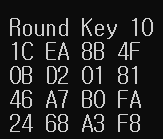 Round Key 10
1C EA 8B 4F
0B D2 01 81
46 A7 B0 FA
24 68 A3 F8